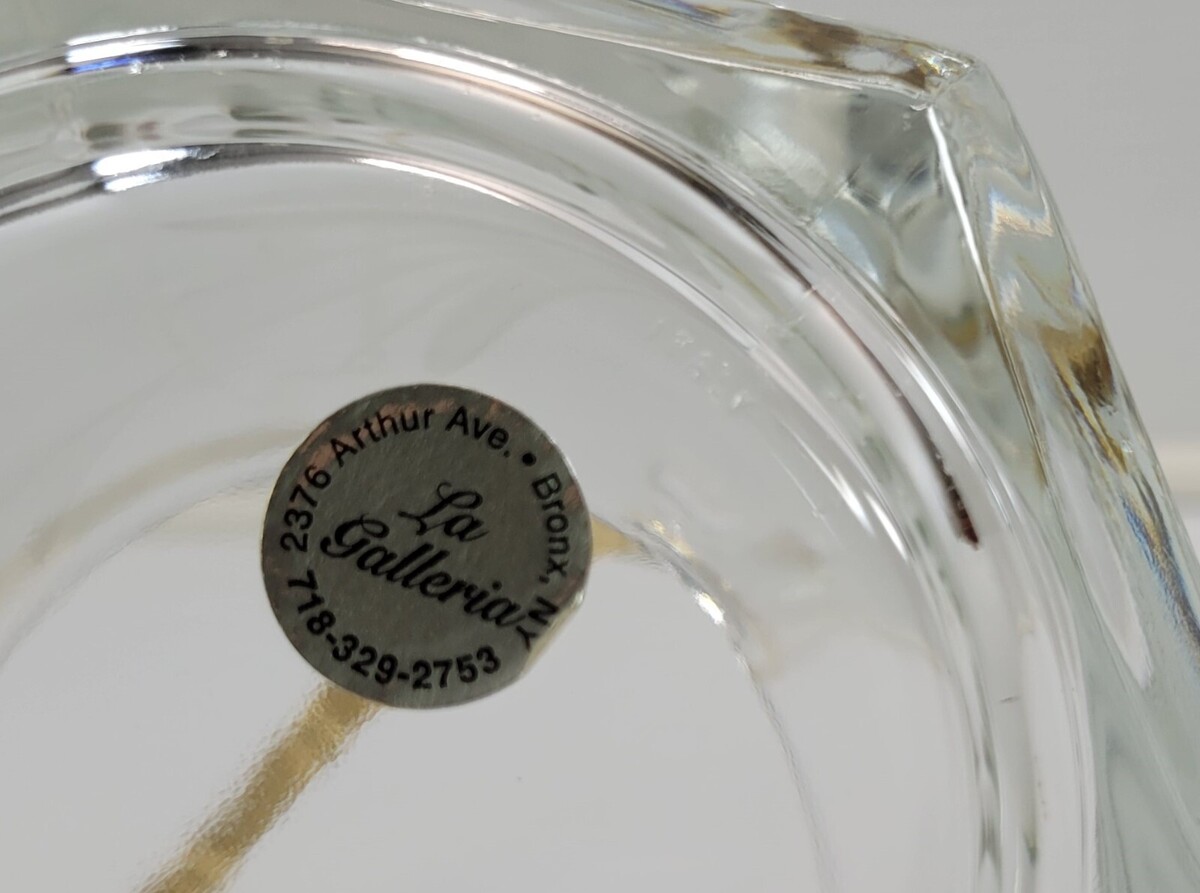 2376 Arthur Ave. • Bronx, NY
La
Galleria
718-329-2753